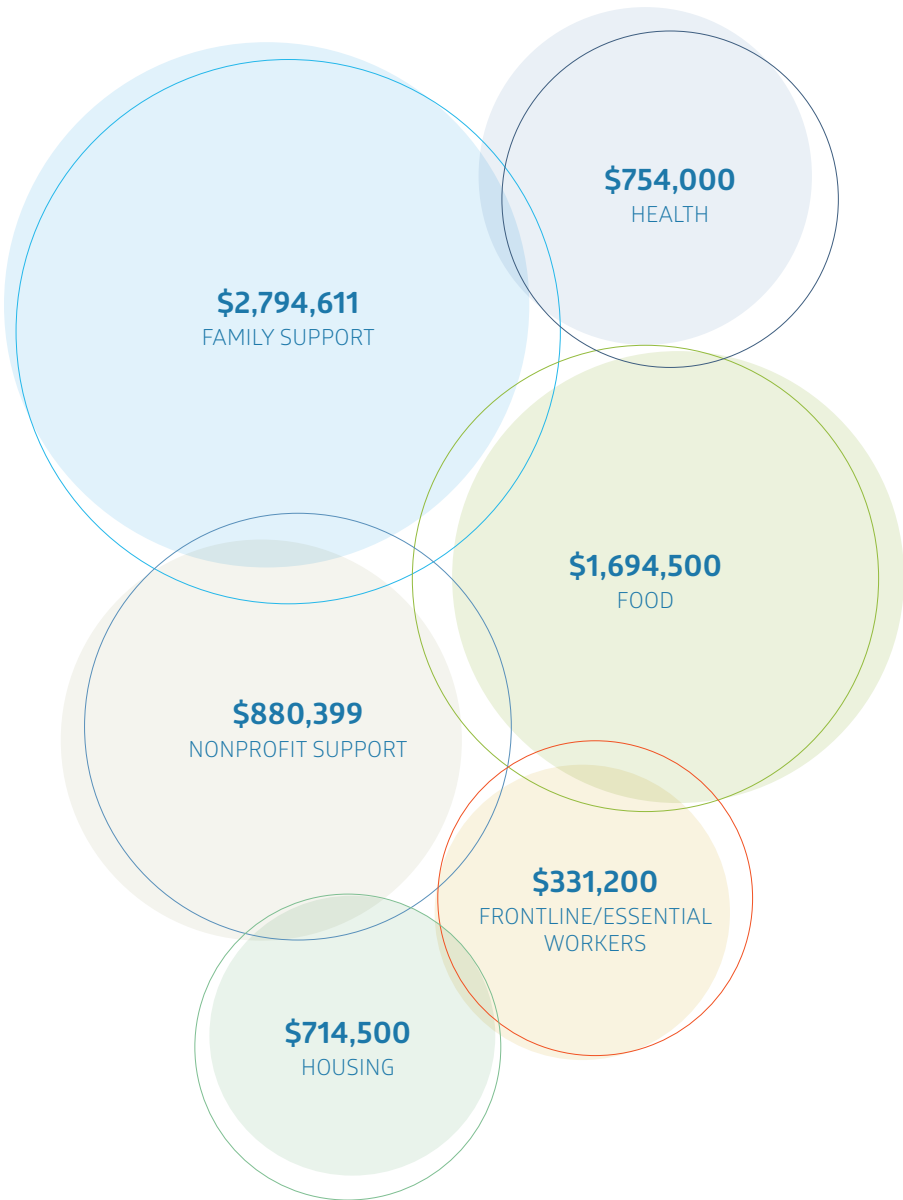 $754,000
HEALTH
$2,794,611
FAMILY SUPPORT
$1,694,500
FOOD
$880,399
NONPROFIT SUPPORT
$331,200
FRONTLINE/ESSENTIAL
WORKERS
$714,500
HOUSING